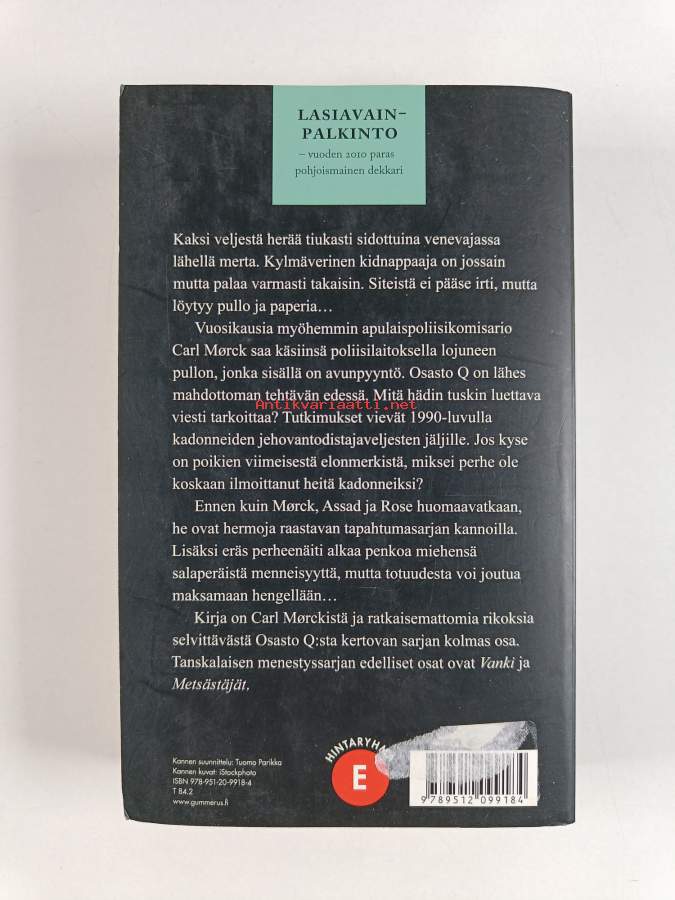 LASIAVAIN-
PALKINTO
– vuoden 2010 paras
pohjoismainen dekkari
Kaksi veljestä herää tiukasti sidottuina venevajassa
lähellä merta. Kylmäverinen kidnappaaja on jossain
mutta palaa varmasti takaisin. Siteistä ei pääse irti, mutta
löytyy pullo ja paperia…
Vuosikausia myöhemmin apulaispoliisikomisario
Carl Mørck saa käsiinsä poliisilaitoksella lojuneen
pullon, jonka sisällä on avunpyyntö. Osasto Q on lähes
mahdottoman tehtävän edessä. Mitä hädin tuskin luettava
Antikvariaatti.net
viesti tarkoittaa? Tutkimukset vievät 1990-luvulla
kadonneiden jehovantodistajaveljesten jäljille. Jos kyse
on poikien viimeisestä elonmerkistä, miksei perhe ole
koskaan ilmoittanut heitä kadonneiksi?
Ennen kuin Mørck, Assad ja Rose huomaavatkaan,
he ovat hermoja raastavan tapahtumasarjan kannoilla.
Lisäksi eräs perheenäiti alkaa penkoa miehensä
salaperäistä menneisyyttä, mutta totuudesta voi joutua
maksamaan hengellään…
Kirja on Carl Mørckistä ja ratkaisemattomia rikoksia
selvittävästä Osasto Q:sta kertovan sarjan kolmas osa.
Tanskalaisen menestyssarjan edelliset osat ovat Vanki ja
Metsästäjät.
Kannen suunnittelu: Tuomo Parikka
Kannen kuvat: iStockphoto
ISBN 978-951-20-9918-4
T 84.2
www.gummerus.fi
E
9 789512 099184